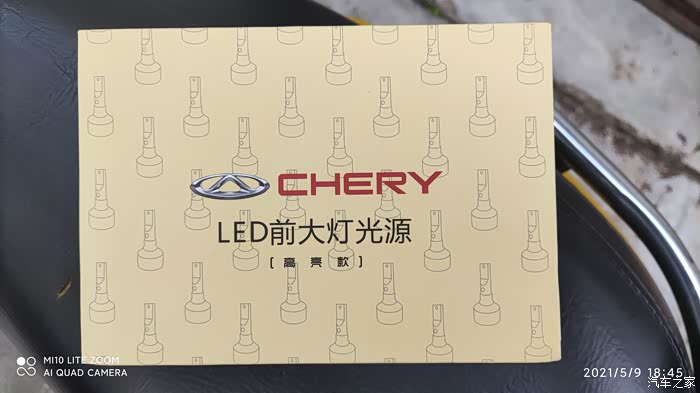 CHERY
LED前大灯光源
[高亮款]
MI10 LITE ZOOM
AI QUAD CAMERA
2021/5/9 18:45
汽车之家